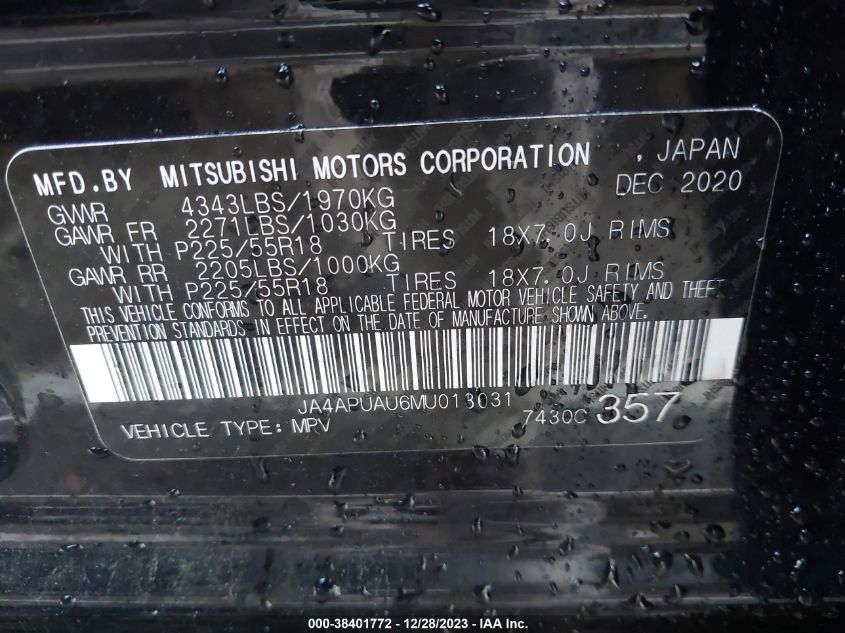 MFD.BY MITSUBISHI MOTORS CORPORATION , JAPAN
DEC 2020
GVWR 4343LBS/1970KG
GAWR FR 2271LBS/1030KG
WITH P225/55R18 TIRES 18X7.0J RIMS
GAWR RR 2205LBS/1000KG
WITH P225/55R18 TIRES 18X7.0J RIMS
THIS VEHICLE CONFORMS TO ALL APPLICABLE FEDERAL MOTOR VEHICLE SAFETY AND THEFT
PREVENTION STANDARDS IN EFFECT ON THE DATE OF MANUFACTURE SHOWN ABOVE.
JA4APUAU6MU013031
VEHICLE TYPE: MPV 7430C 357
000-38401772 - 12/28/2023 - IAA Inc.